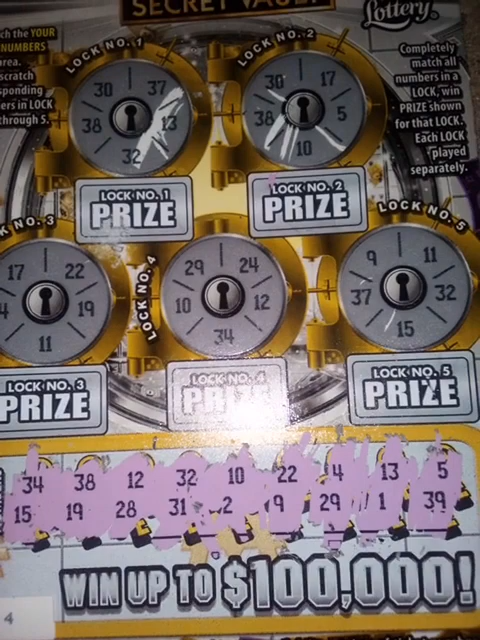 SECRET VAULT
Lottery
ch the YOUR
NUMBERS
area.
scratch
sponding
ers in LOCK
through 5.
LOCK NO. 1
30 37
38 13
32
LOCK NO. 1
PRIZE
LOCK NO. 2
30 17
38 5
10
LOCK NO. 2
PRIZE
Completely
match all
numbers in a
LOCK, win
PRIZE shown
for that LOCK.
Each LOCK
played
separately.
K NO. 3
17 22
4 19
11
LOCK NO. 3
PRIZE
LOCK NO. 4
29 24
10 12
34
LOCK NO. 4
PRIZE
LOCK NO. 5
9 11
37 32
15
LOCK NO. 5
PRIZE
34 38 12 32 10 22 4 13 5
15 19 28 31 2 9 29 1 39
WIN UP TO $100,000!
4